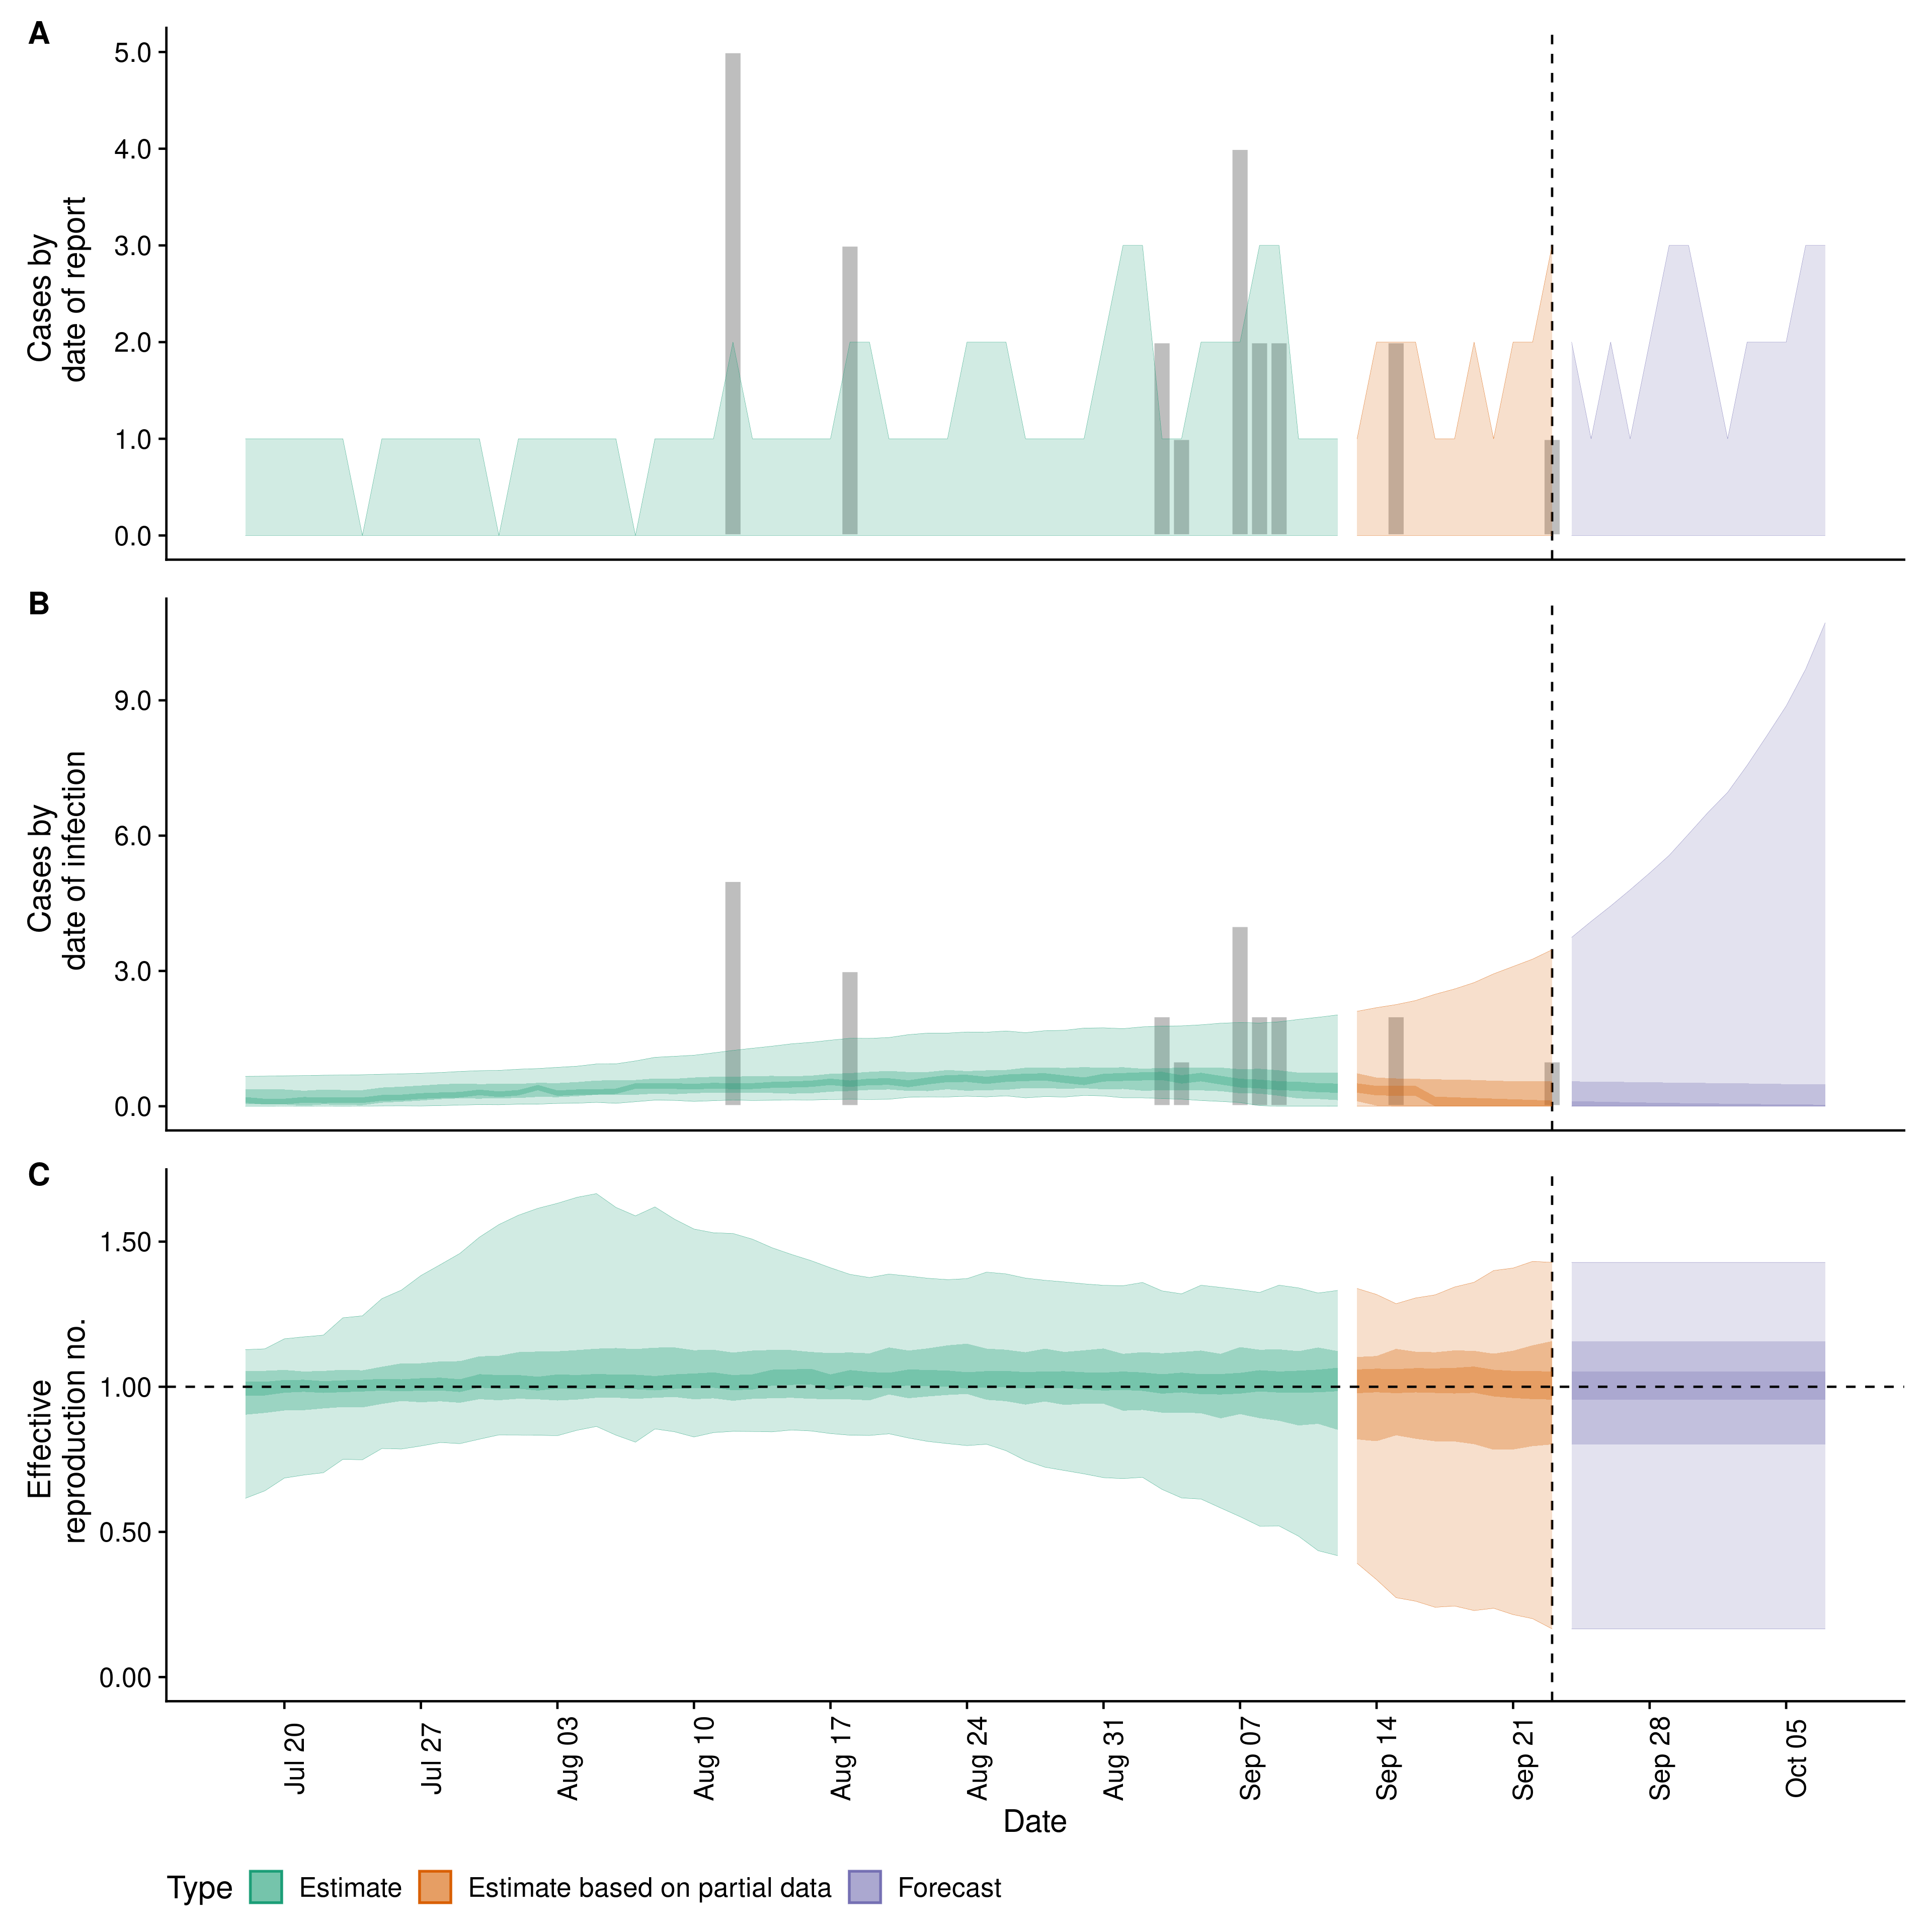 A
Cases by
date of report
5.0
4.0
3.0
2.0
1.0
0.0
B
Cases by
date of infection
9.0
6.0
3.0
0.0
C
Effective
reproduction no.
1.50
1.00
0.50
0.00
Jul 20
Jul 27
Aug 03
Aug 10
Aug 17
Aug 24
Aug 31
Sep 07
Sep 14
Sep 21
Sep 28
Oct 05
Date
Type Estimate Estimate based on partial data Forecast